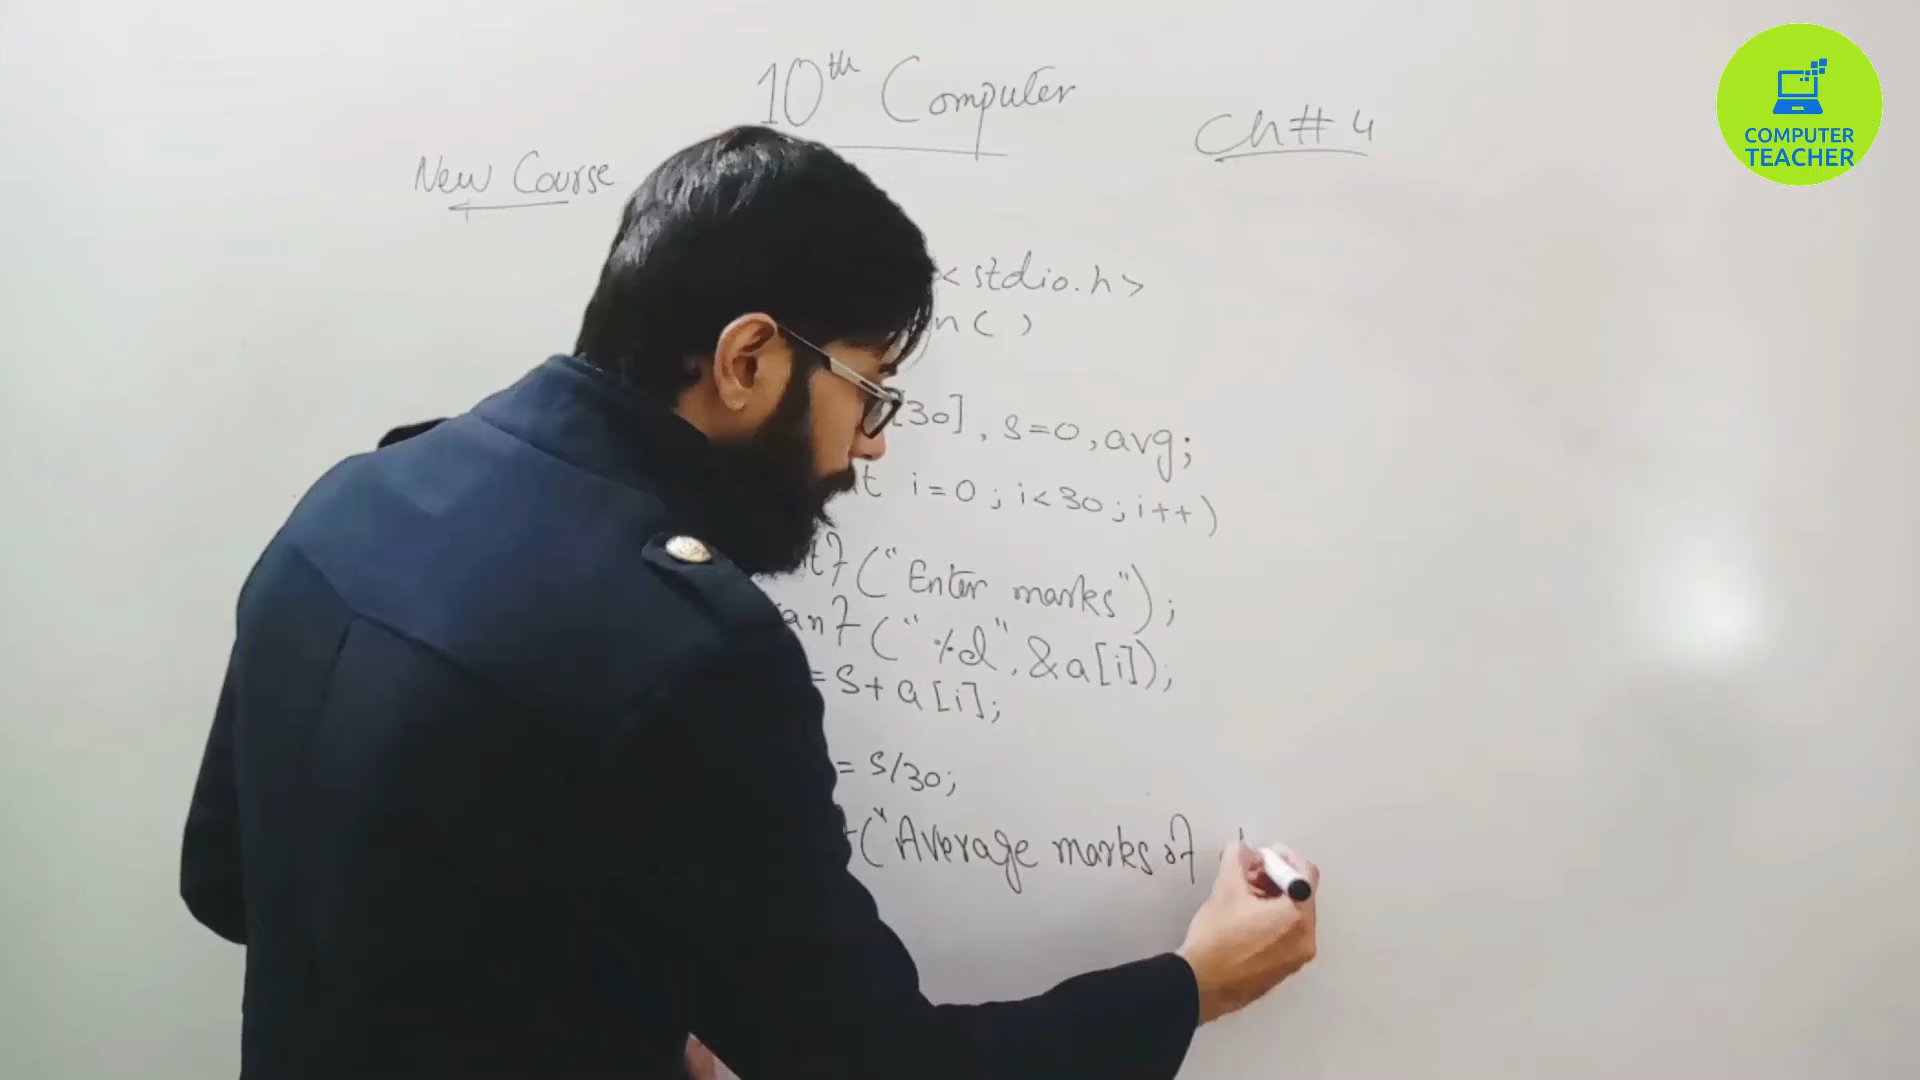 10th Computer
Ch# 4
New Course
<stdio.h>
n( )
[30], s=0, avg;
t i=0; i<30; i++)
tf("Enter marks");
anf("%d", &a[i]);
=S+a[i];
= S/30;
("Average marks of
COMPUTER
TEACHER